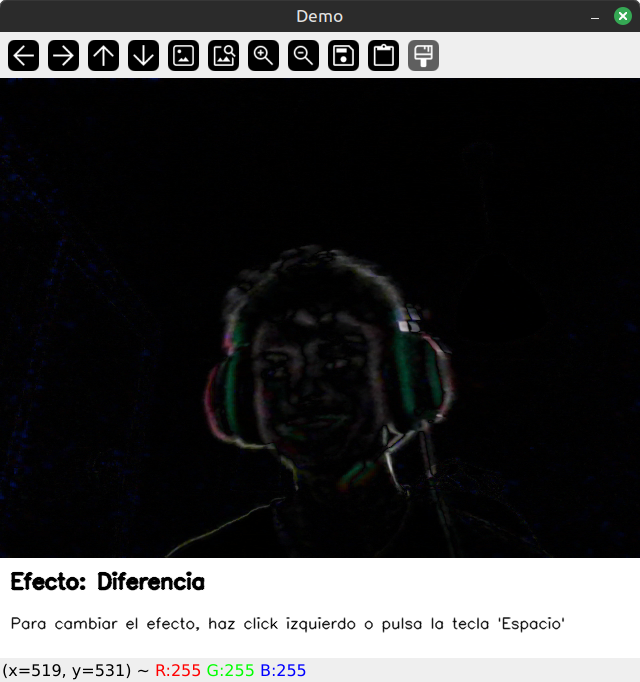 Demo
Efecto: Diferencia
Para cambiar el efecto, haz click izquierdo o pulsa la tecla 'Espacio'
(x=519, y=531) ~ R:255 G:255 B:255